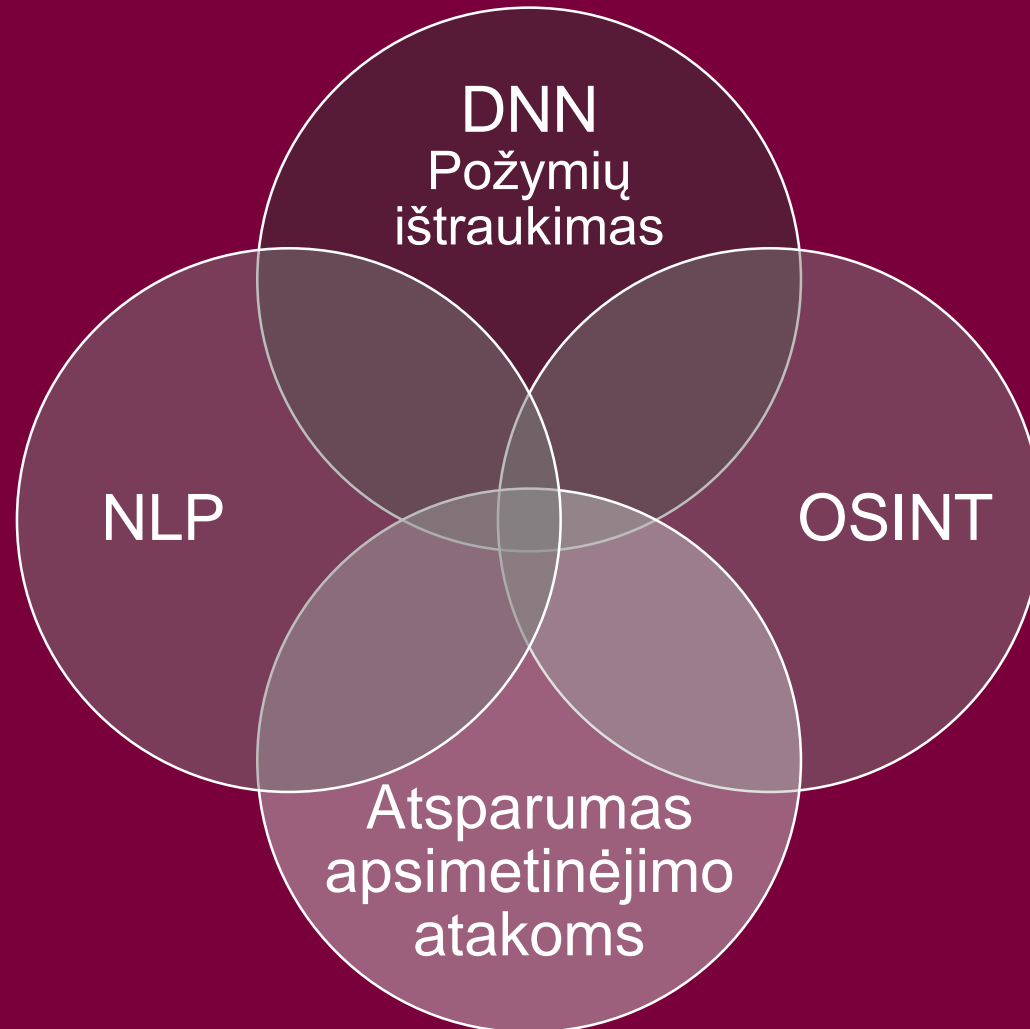 DNN
Požymių
ištraukimas
NLP
OSINT
Atsparumas
apsimetinėjimo
atakoms